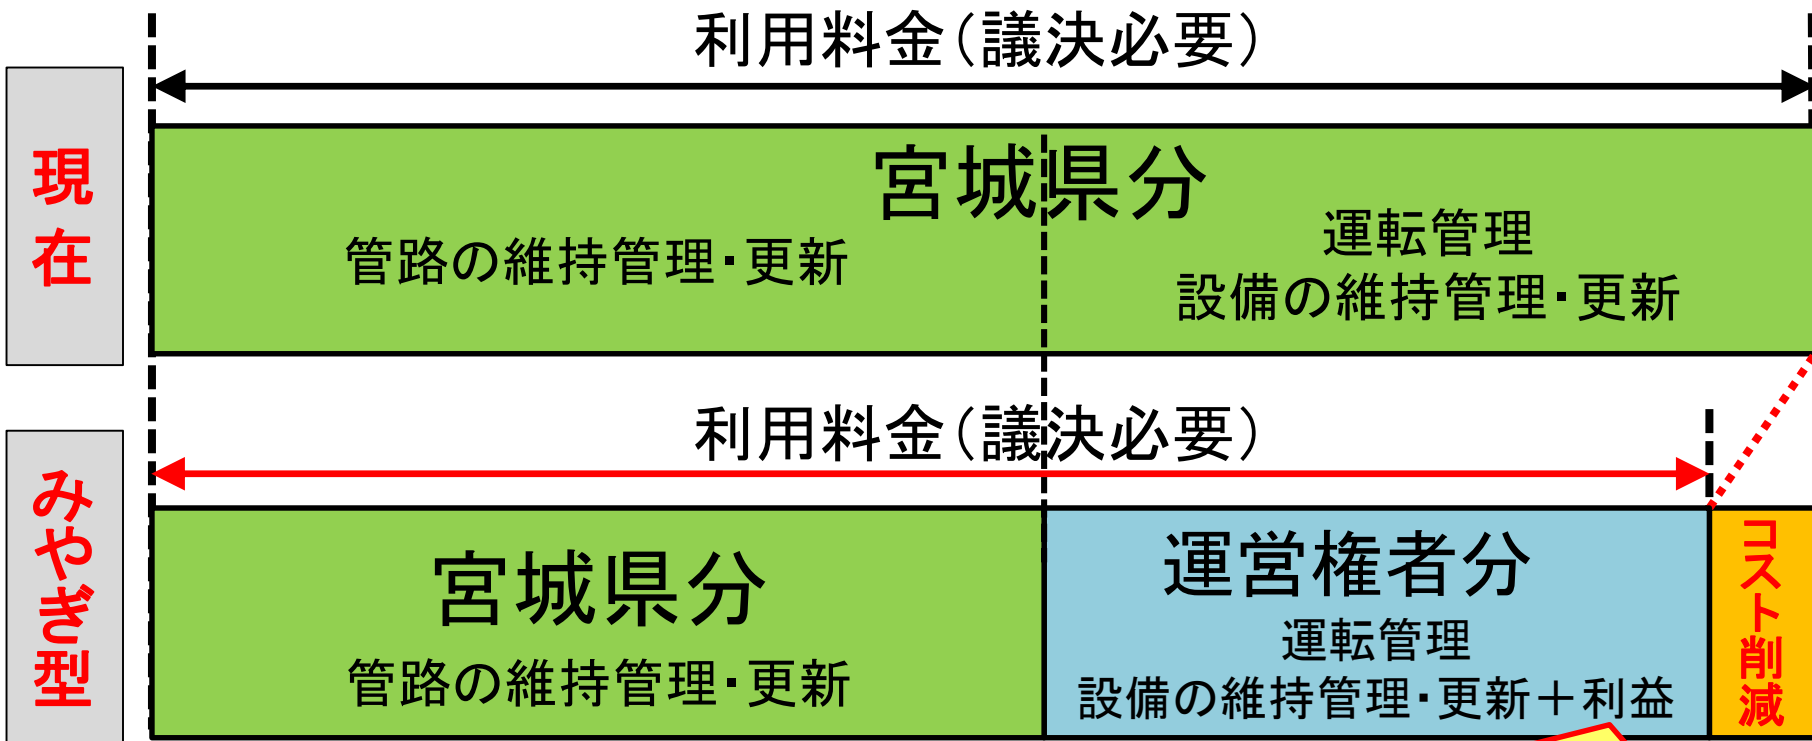 利用料金（議決必要）
現在
宮城県分
管路の維持管理・更新
運転管理
設備の維持管理・更新
利用料金（議決必要）
みやぎ型
宮城県分
管路の維持管理・更新
運営権者分
運転管理
設備の維持管理・更新＋利益
コスト削減